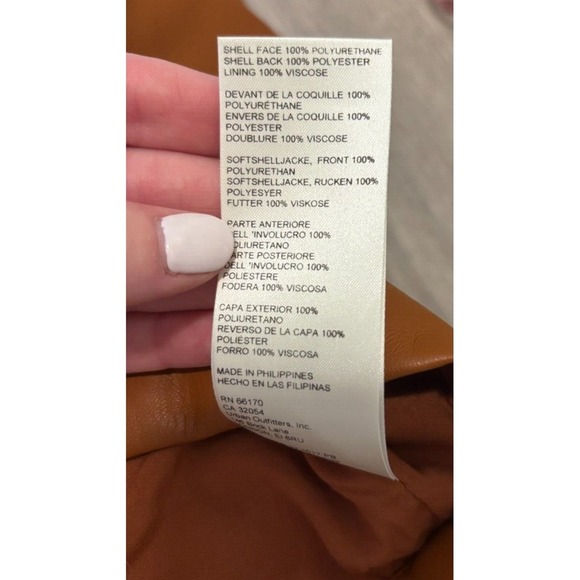 SHELL FACE 100% POLYURETHANE
SHELL BACK 100% POLYESTER
LINING 100% VISCOSE
DEVANT DE LA COQUILLE 100%
POLYURÉTHANE
ENVERS DE LA COQUILLE 100%
POLYESTER
DOUBLURE 100% VISCOSE
SOFTSHELLJACKE, FRONT 100%
POLYURETHAN
SOFTSHELLJACKE, RUCKEN 100%
POLYESYER
FUTTER 100% VISKOSE
PARTE ANTERIORE
DELL 'INVOLUCRO 100%
POLIURETANO
PARTE POSTERIORE
DELL 'INVOLUCRO 100%
POLIESTERE
FODERA 100% VISCOSA
CAPA EXTERIOR 100%
POLIURETANO
REVERSO DE LA CAPA 100%
POLIÉSTER
FORRO 100% VISCOSA
MADE IN PHILIPPINES
HECHO EN LAS FILIPINAS
RN 66170
CA 32054
Urban Outfitters, Inc.
Brick Lane
6RU